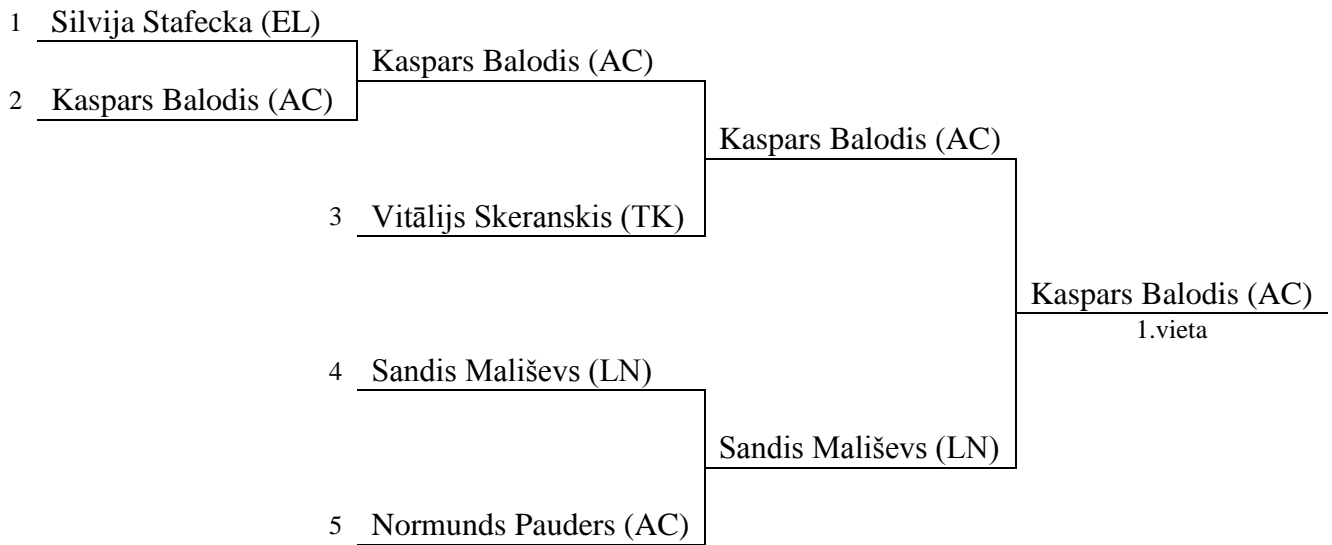 1 Silvija Stafecka (EL)
Kaspars Balodis (AC)
2 Kaspars Balodis (AC)
Kaspars Balodis (AC)
3 Vitālijs Skeranskis (TK)
Kaspars Balodis (AC)
1.vieta
4 Sandis Mališevs (LN)
Sandis Mališevs (LN)
5 Normunds Pauders (AC)